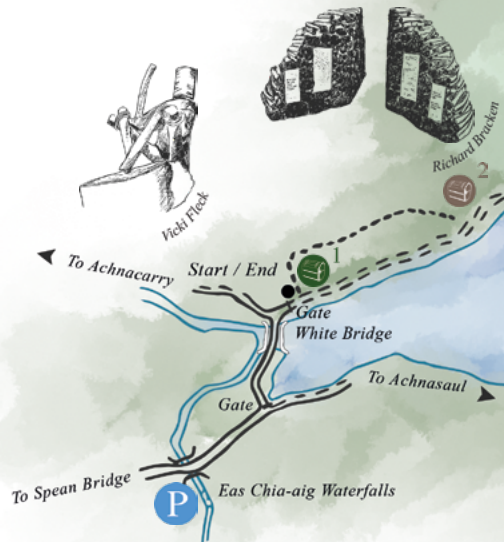 Richard Bracken
2
Vicki Fleck
1
To Achnacarry
Start / End
Gate
White Bridge
To Achnasaul
Gate
To Spean Bridge
P
Eas Chia-aig Waterfalls